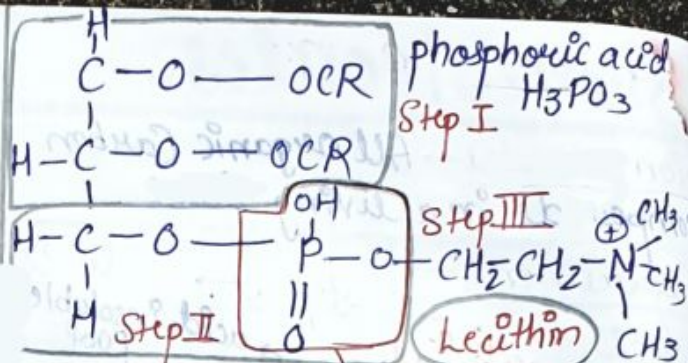 H
C - O —— OCR phosphoric acid
H3PO3
Step I
H - C - O —— OCR
OH
Step III
H - C - O —— P - O - CH2 CH2 - N ⊕ CH3
CH3
CH3
H Step II
O
Lecithin